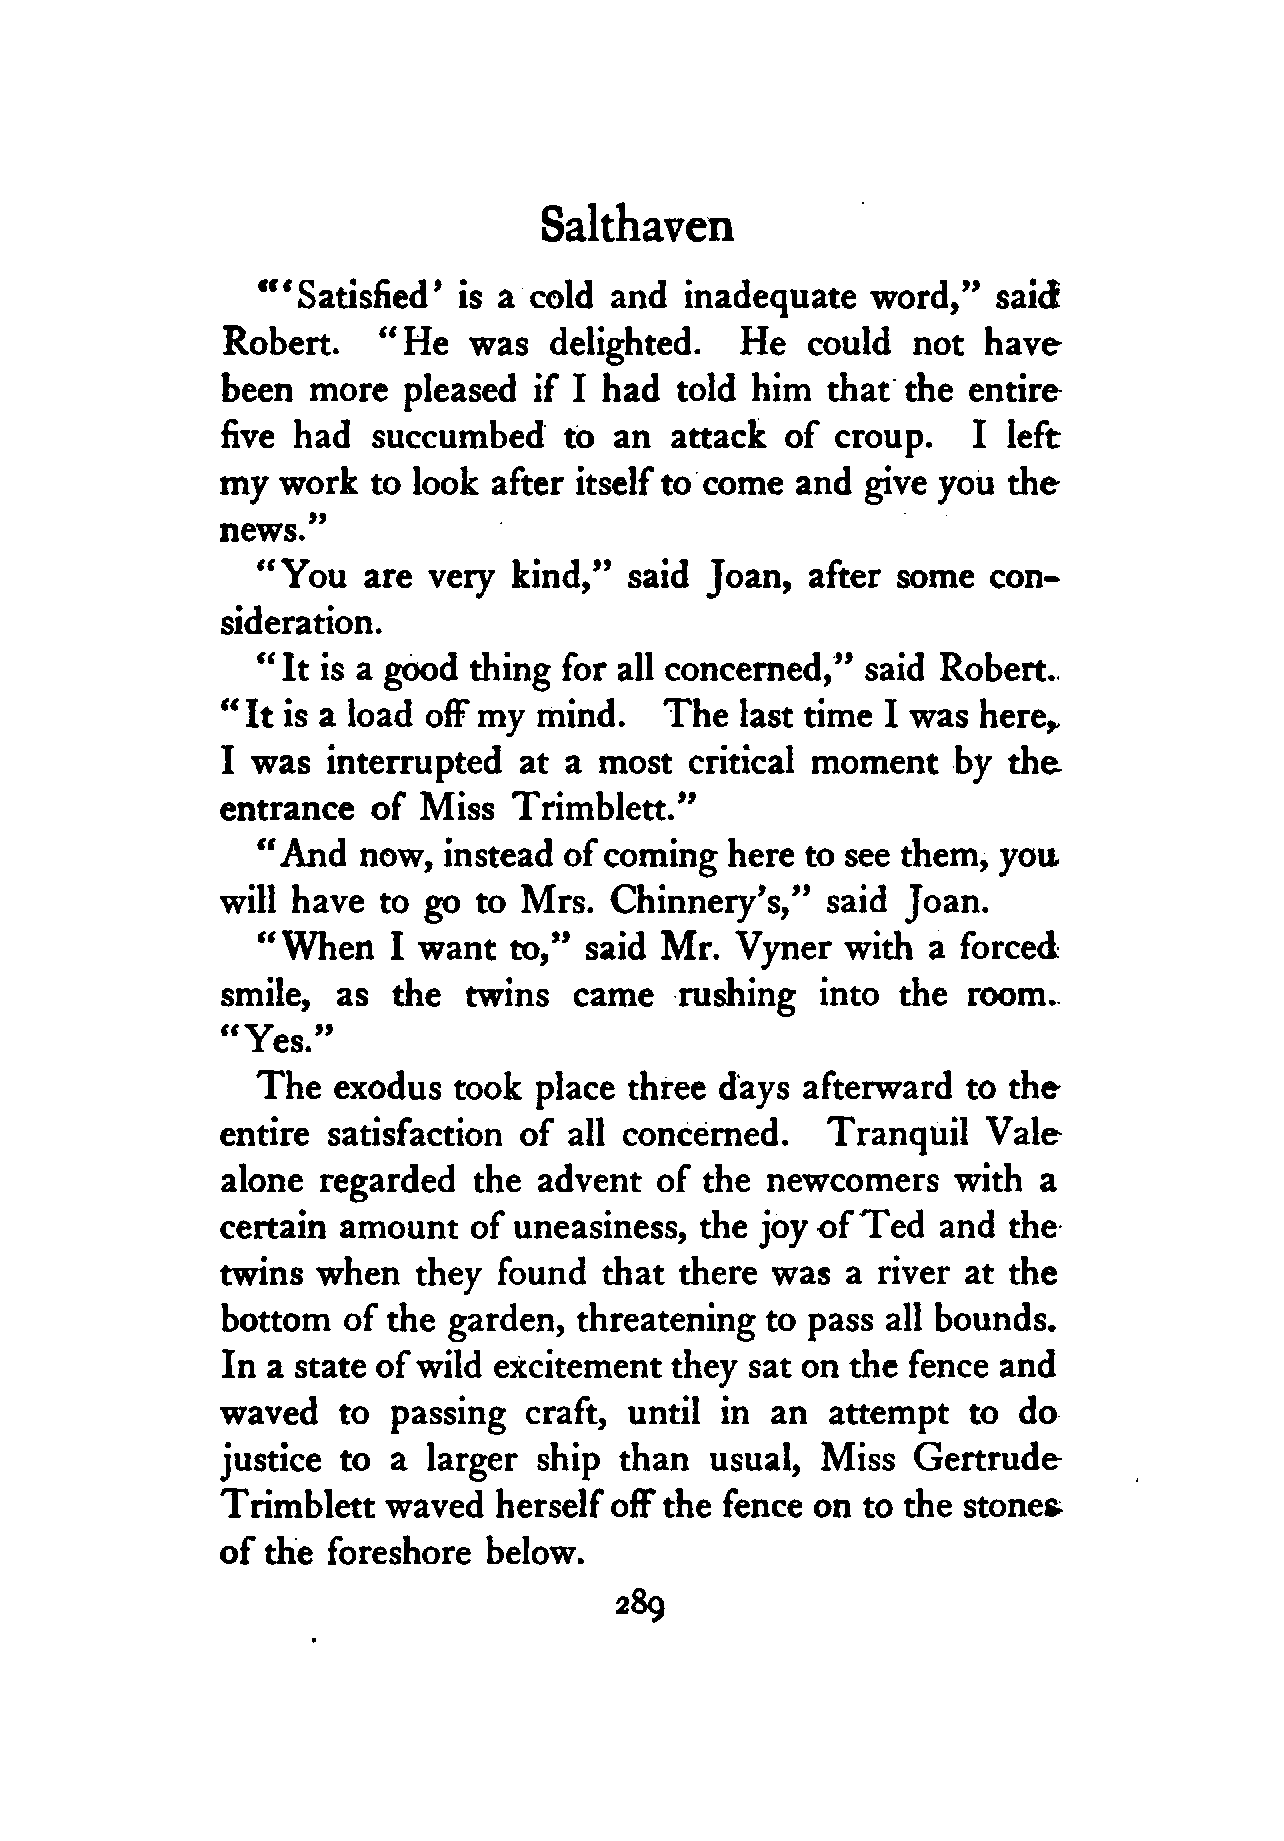 Salthaven
"'Satisfied' is a cold and inadequate word," said
Robert. "He was delighted. He could not have
been more pleased if I had told him that the entire
five had succumbed to an attack of croup. I left
my work to look after itself to come and give you the
news."
"You are very kind," said Joan, after some con-
sideration.
"It is a good thing for all concerned," said Robert.
"It is a load off my mind. The last time I was here,
I was interrupted at a most critical moment by the
entrance of Miss Trimblett."
"And now, instead of coming here to see them, you
will have to go to Mrs. Chinnery's," said Joan.
"When I want to," said Mr. Vyner with a forced
smile, as the twins came rushing into the room.
"Yes."
The exodus took place three days afterward to the
entire satisfaction of all concerned. Tranquil Vale
alone regarded the advent of the newcomers with a
certain amount of uneasiness, the joy of Ted and the
twins when they found that there was a river at the
bottom of the garden, threatening to pass all bounds.
In a state of wild excitement they sat on the fence and
waved to passing craft, until in an attempt to do
justice to a larger ship than usual, Miss Gertrude
Trimblett waved herself off the fence on to the stones
of the foreshore below.
289